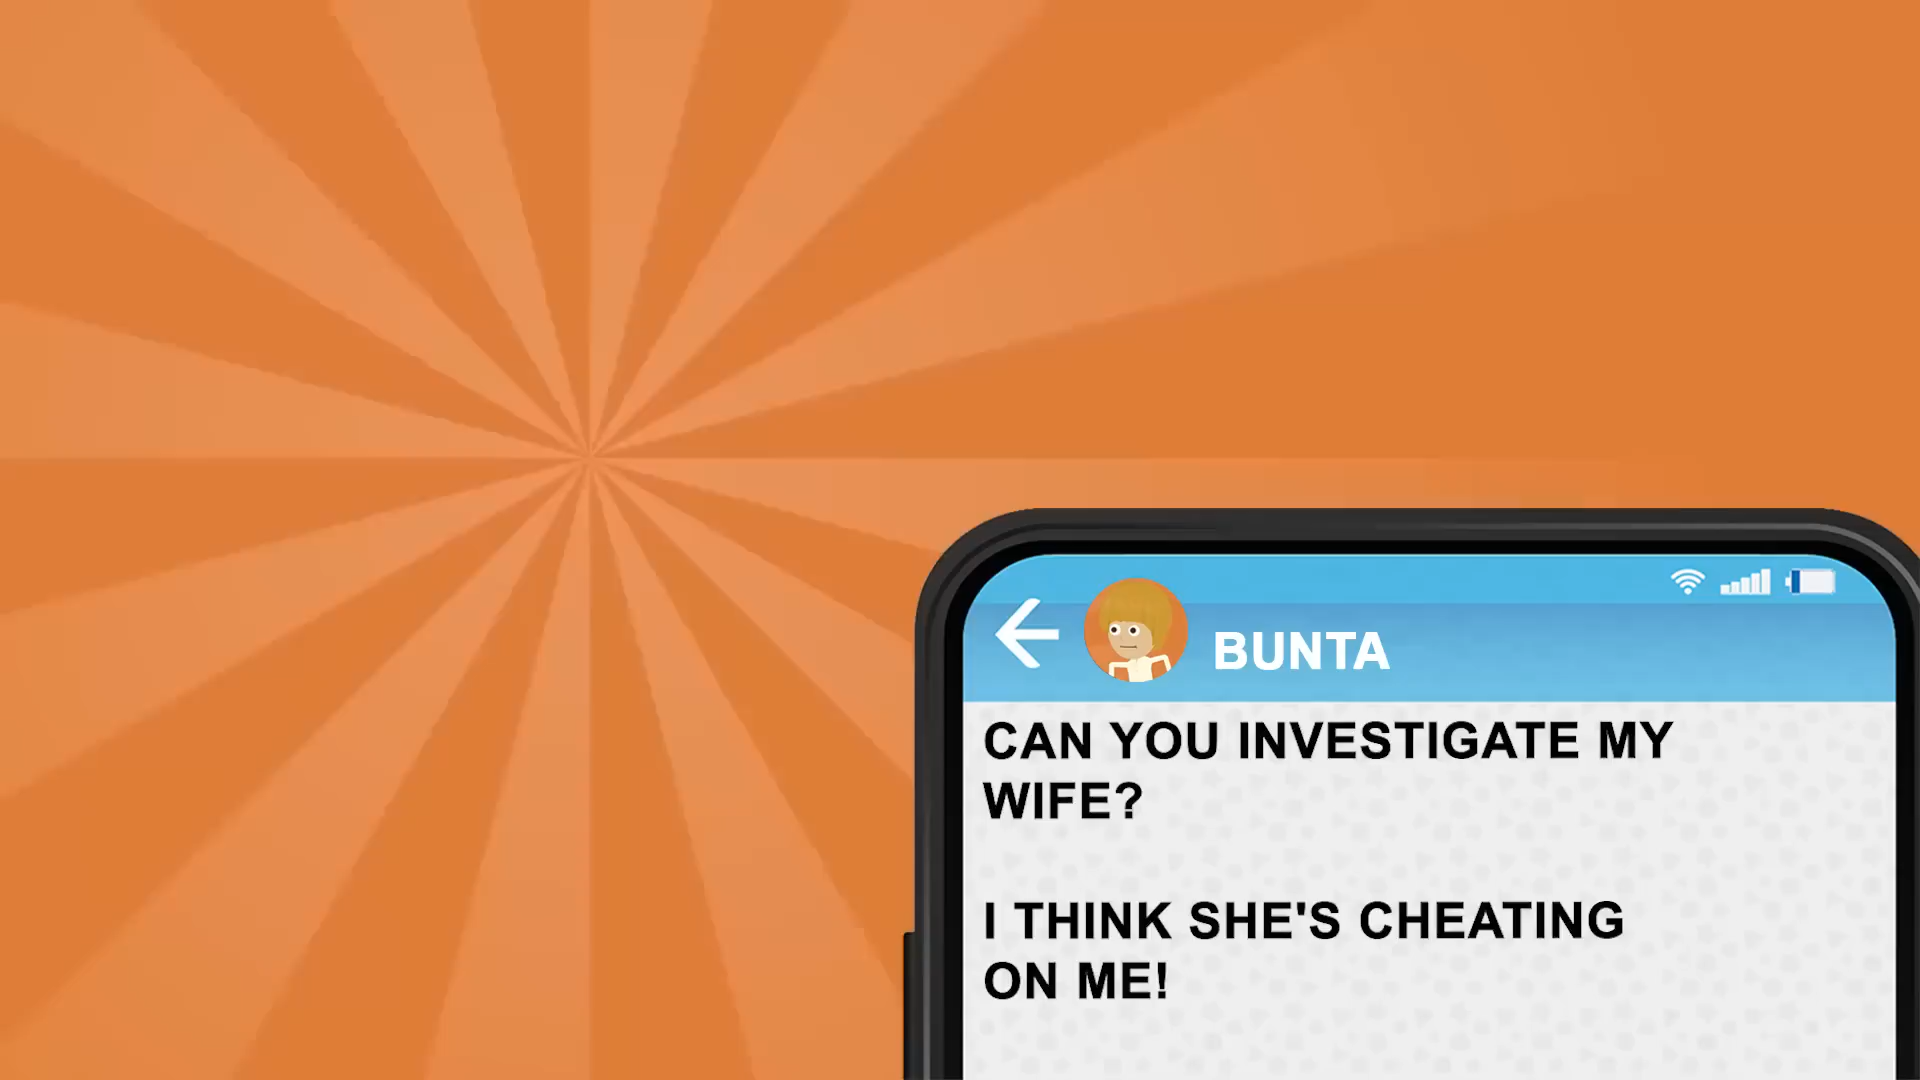 BUNTA
CAN YOU INVESTIGATE MY
WIFE?
I THINK SHE'S CHEATING
ON ME!